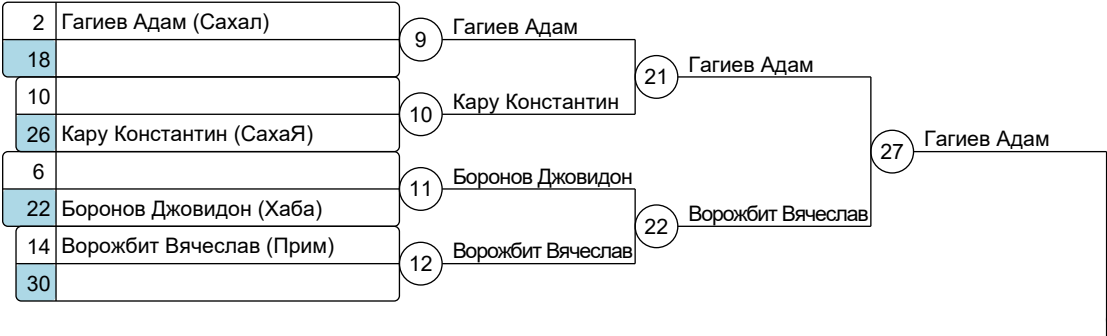 2 Гагиев Адам (Сахал)
18
10
26 Кару Константин (СахаЯ)
6
22 Боронов Джовидон (Хаба)
14 Ворожбит Вячеслав (Прим)
30
9 Гагиев Адам
10 Кару Константин
11 Боронов Джовидон
12 Ворожбит Вячеслав
21 Гагиев Адам
22 Ворожбит Вячеслав
27 Гагиев Адам